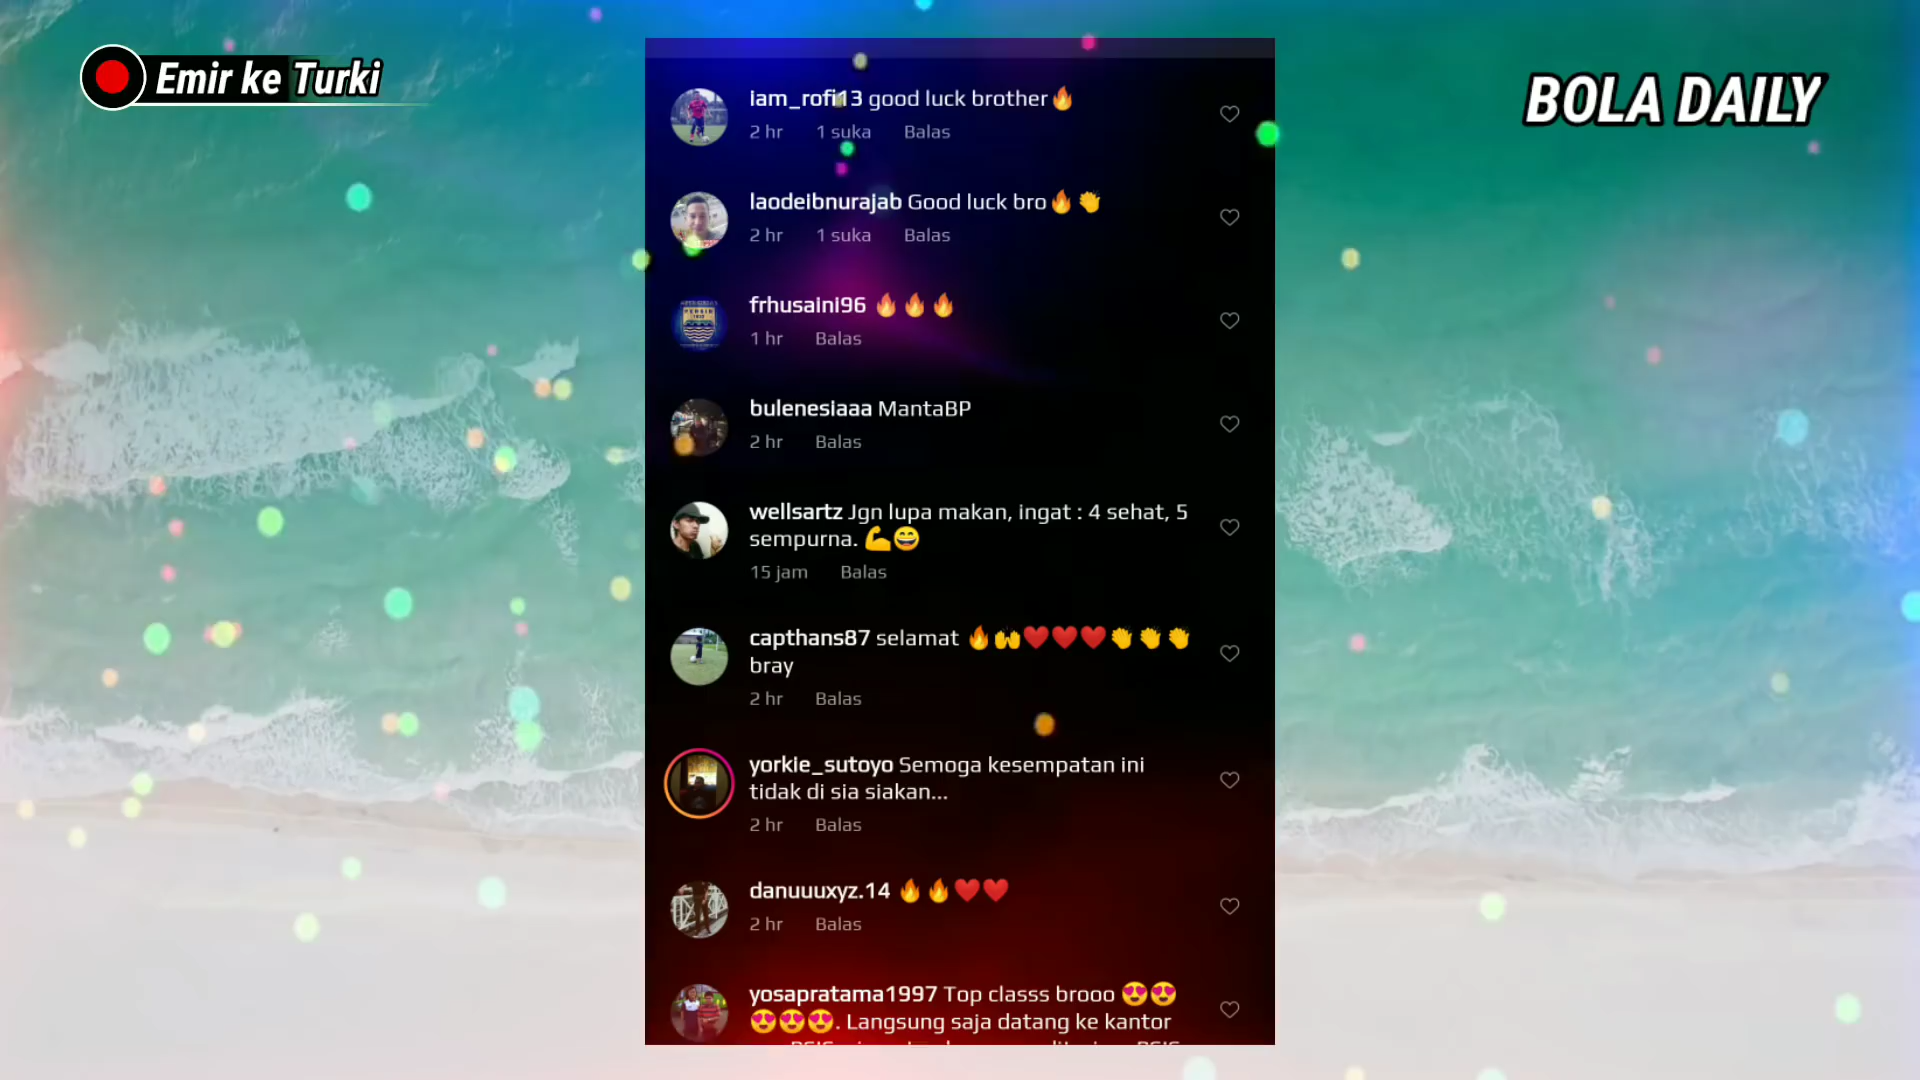 Emir ke Turki
BOLA DAILY
iam_rofi13 good luck brother🔥
2 hr 1 suka Balas
laodeibnurajab Good luck bro🔥👏
2 hr 1 suka Balas
PERSIB
frhusaini96 🔥🔥🔥
1 hr Balas
bulenesiaaa MantaBP
2 hr Balas
wellsartz Jgn lupa makan, ingat : 4 sehat, 5
sempurna. 💪😄
15 jam Balas
capthans87 selamat 🔥🙌❤️❤️❤️👏👏👏
bray
2 hr Balas
yorkie_sutoyo Semoga kesempatan ini
tidak di sia siakan...
2 hr Balas
danuuuxyz.14 🔥🔥❤️❤️
2 hr Balas
yosapratama1997 Top classs brooo 😍😍
😍😍😍. Langsung saja datang ke kantor